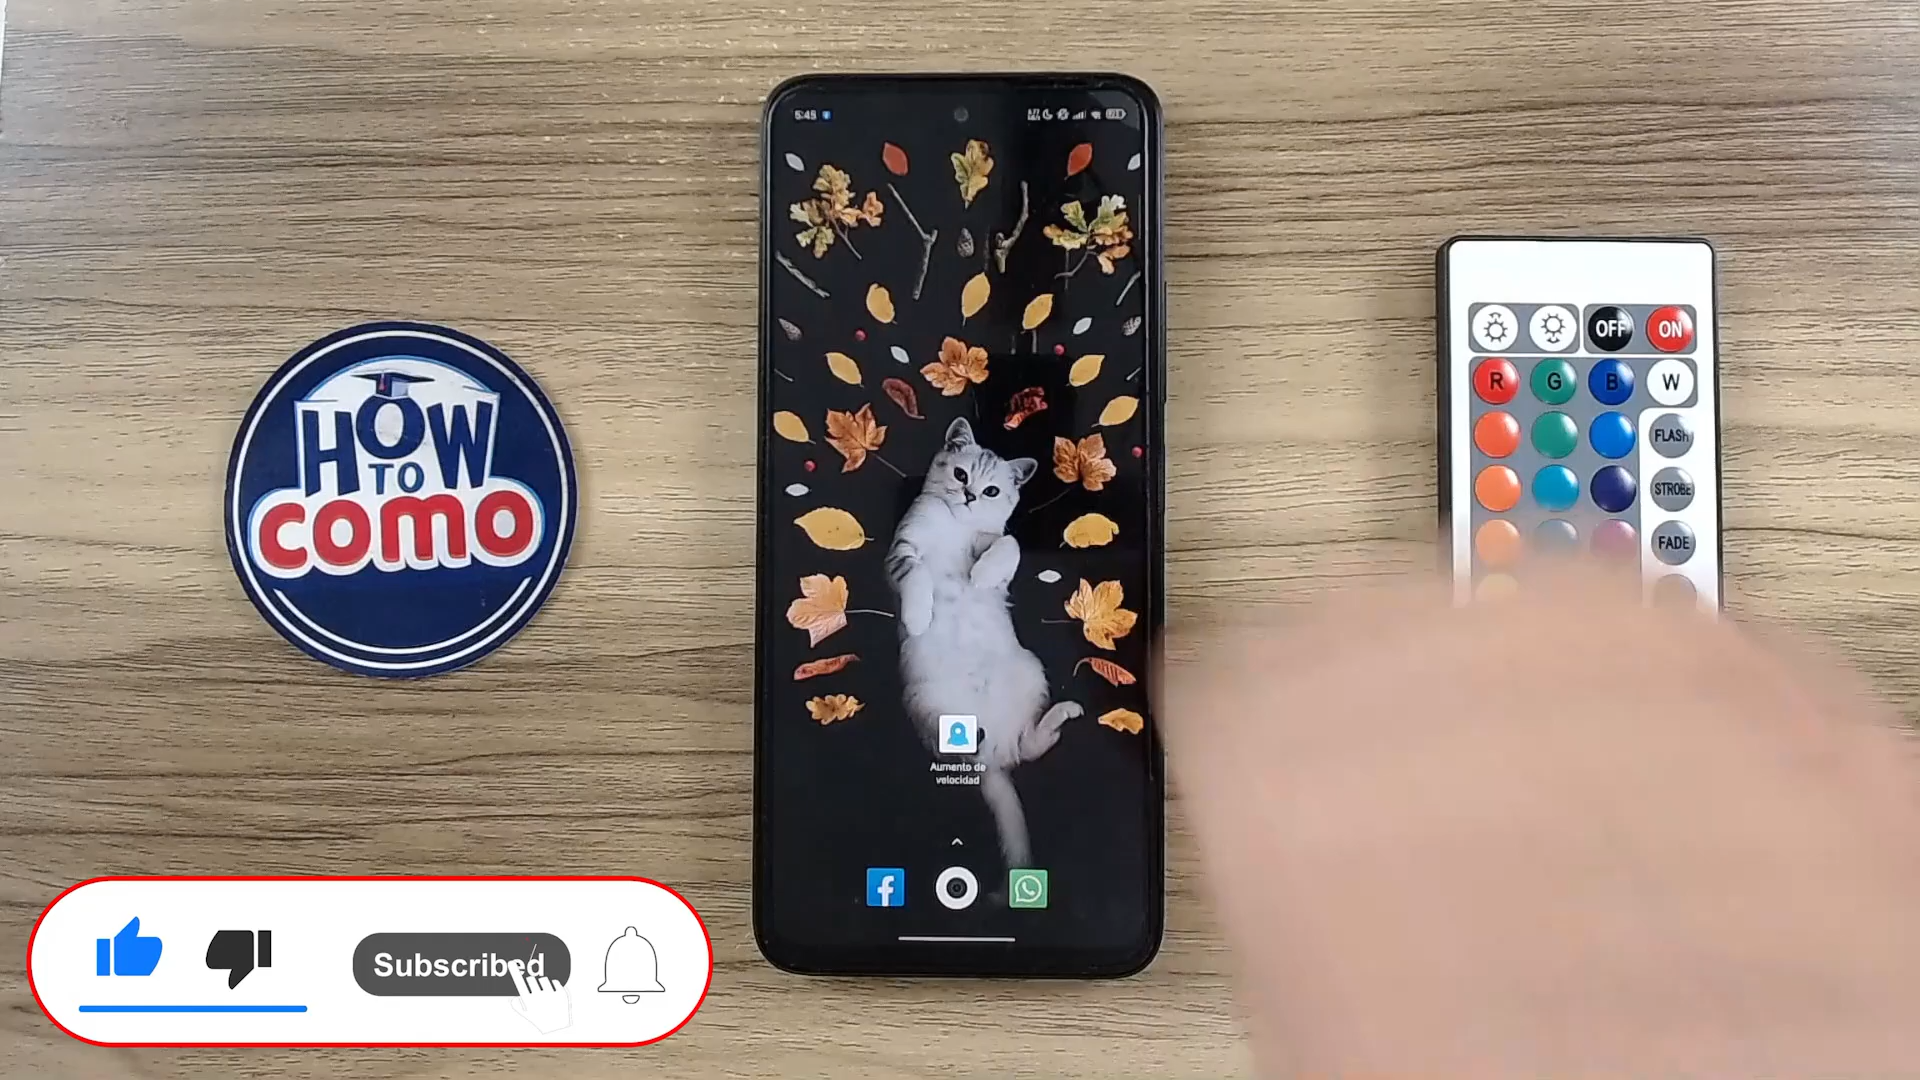 5:45
HOW
TO
COMO
OFF
ON
R
G
B
W
FLASH
STROBE
FADE
Aumento de
velocidad
Subscribed